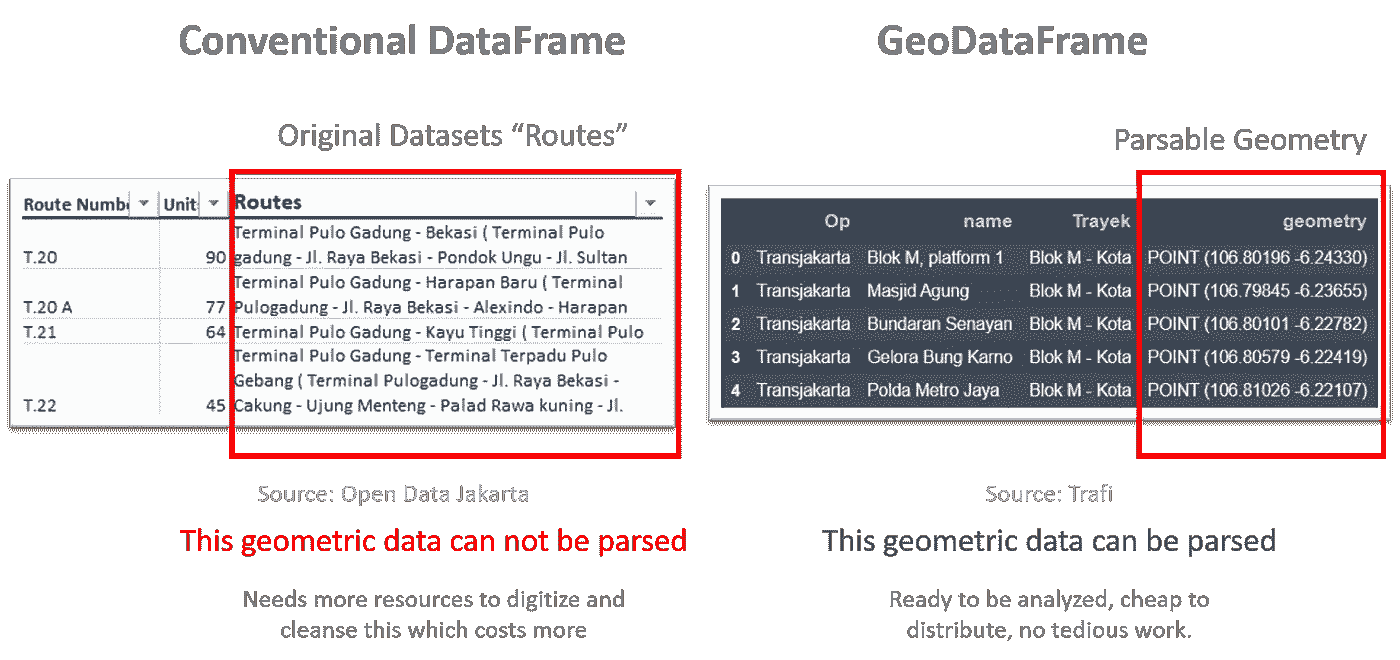 Conventional DataFrame
GeoDataFrame
Original Datasets “Routes”
Parsable Geometry
Route Numb Unit Routes
Terminal Pulo Gadung - Bekasi ( Terminal Pulo
T.20 90 gadung - Jl. Raya Bekasi - Pondok Ungu - Jl. Sultan
Terminal Pulo Gadung - Harapan Baru ( Terminal
T.20 A 77 Pulogadung - Jl. Raya Bekasi - Alexindo - Harapan
T.21 64 Terminal Pulo Gadung - Kayu Tinggi ( Terminal Pulo
Terminal Pulo Gadung - Terminal Terpadu Pulo
Gebang ( Terminal Pulogadung - Jl. Raya Bekasi -
T.22 45 Cakung - Ujung Menteng - Palad Rawa kuning - Jl.
Op name Trayek geometry
0 Transjakarta Blok M, platform 1 Blok M - Kota POINT (106.80196 -6.24330)
1 Transjakarta Masjid Agung Blok M - Kota POINT (106.79845 -6.23655)
2 Transjakarta Bundaran Senayan Blok M - Kota POINT (106.80101 -6.22782)
3 Transjakarta Gelora Bung Karno Blok M - Kota POINT (106.80579 -6.22419)
4 Transjakarta Polda Metro Jaya Blok M - Kota POINT (106.81026 -6.22107)
Source: Open Data Jakarta
This geometric data can not be parsed
Needs more resources to digitize and
cleanse this which costs more
Source: Trafi
This geometric data can be parsed
Ready to be analyzed, cheap to
distribute, no tedious work.